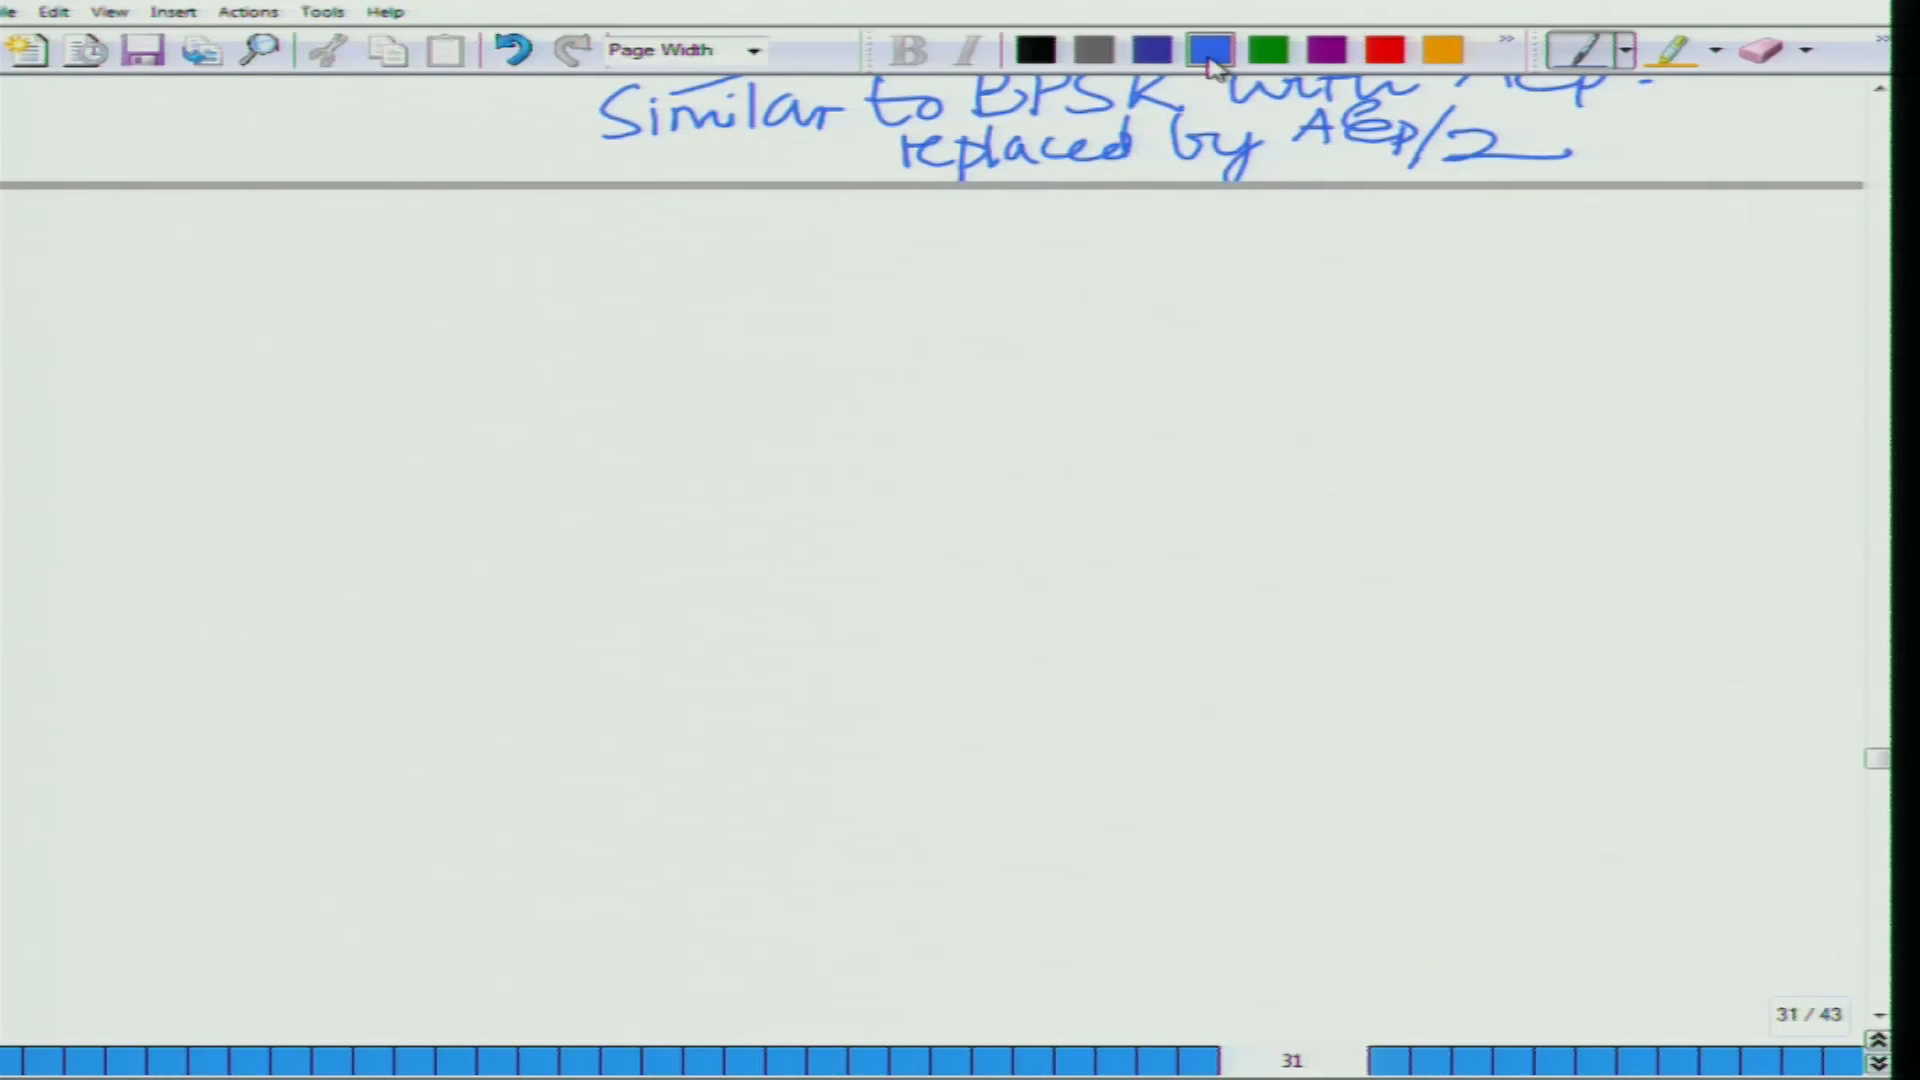 Edit View Insert Actions Tools Help
Page Width
B I
Similar to BPSK with
replaced by AEp/2
31 / 43
31